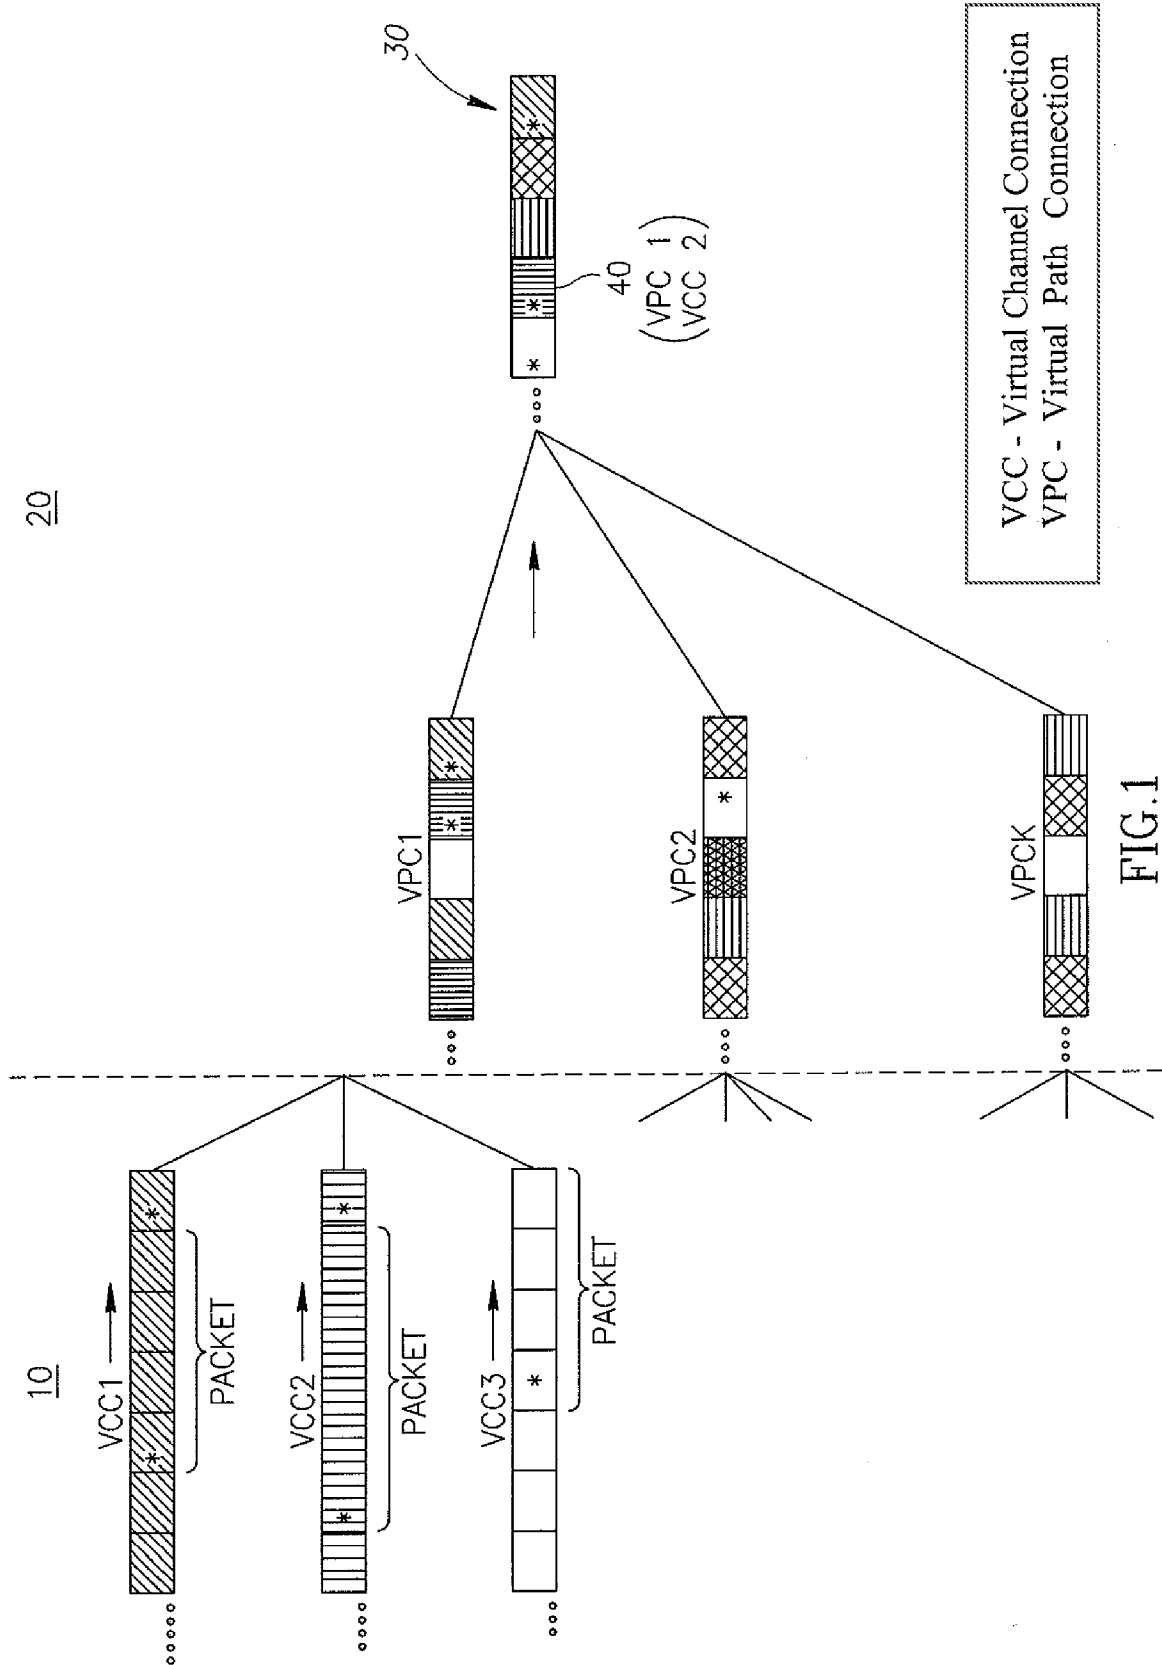 10
20
VCC1
PACKET
VCC2
PACKET
VCC3
PACKET
VPC1
VPC2
VPCK
30
40
(VPC 1)
(VCC 2)
VCC - Virtual Channel Connection
VPC - Virtual Path Connection
FIG.1